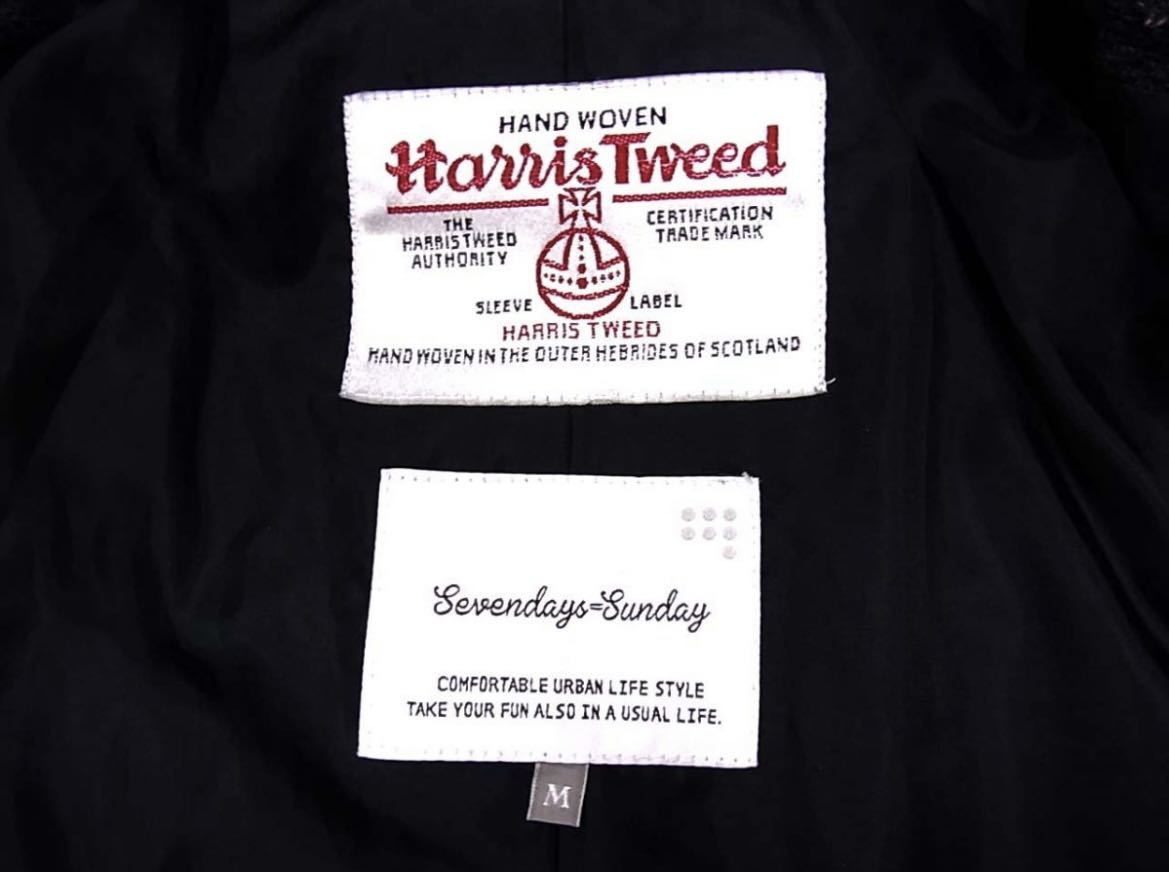 HAND WOVEN
Harris Tweed
THE
HARRIS TWEED
AUTHORITY
CERTIFICATION
TRADE MARK
SLEEVE LABEL
HARRIS TWEED
HAND WOVEN IN THE OUTER HEBRIDES OF SCOTLAND
Sevendays=Sunday
COMFORTABLE URBAN LIFE STYLE
TAKE YOUR FUN ALSO IN A USUAL LIFE.
M